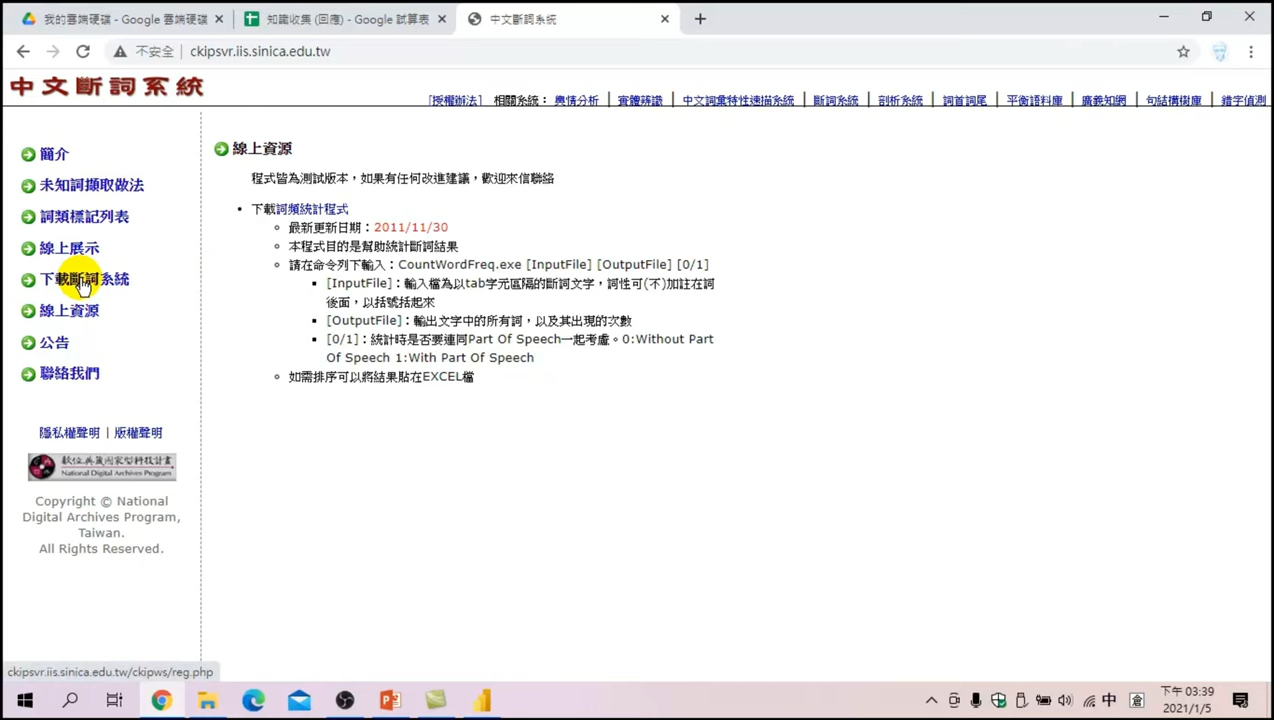 我的雲端硬碟 - Google 雲端硬碟
知識收集 (回應) - Google 試算表
中文斷詞系統
不安全
ckipsvr.iis.sinica.edu.tw
中文斷詞系統
[授權辦法] 相關系統： 輿情分析 | 實體辨識 | 中文詞彙特性速描系統 | 斷詞系統 | 剖析系統 | 詞首詞尾 | 平衡語料庫 | 廣義知網 | 句結構樹庫 | 錯字偵測
簡介
未知詞擷取做法
詞類標記列表
線上展示
下載斷詞系統
線上資源
公告
聯絡我們
隱私權聲明 | 版權聲明
數位典藏國家型科技計畫
National Digital Archives Program
Copyright © National
Digital Archives Program,
Taiwan.
All Rights Reserved.
線上資源
程式皆為測試版本，如果有任何改進建議，歡迎來信聯絡
下載詞頻統計程式
最新更新日期：2011/11/30
本程式目的是幫助統計斷詞結果
請在命令列下輸入：CountWordFreq.exe [InputFile] [OutputFile] [0/1]
[InputFile]：輸入檔為以tab字元區隔的斷詞文字，詞性可(不)加註在詞
後面，以括號括起來
[OutputFile]：輸出文字中的所有詞，以及其出現的次數
[0/1]：統計時是否要連同Part Of Speech一起考慮。0:Without Part
Of Speech 1:With Part Of Speech
如需排序可以將結果貼在EXCEL檔
ckipsvr.iis.sinica.edu.tw/ckipws/reg.php
中
倉
下午 03:39
2021/1/5